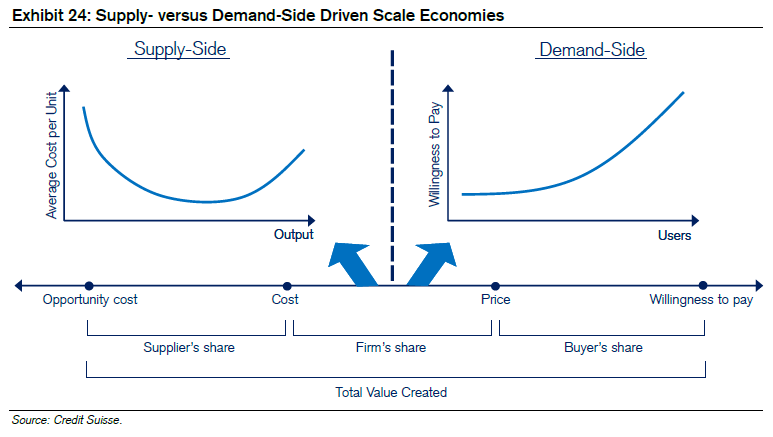 Exhibit 24: Supply- versus Demand-Side Driven Scale Economies
Supply-Side
Demand-Side
Average Cost per Unit
Output
Willingness to Pay
Users
Opportunity cost
Cost
Price
Willingness to pay
Supplier's share
Firm's share
Buyer's share
Total Value Created
Source: Credit Suisse.